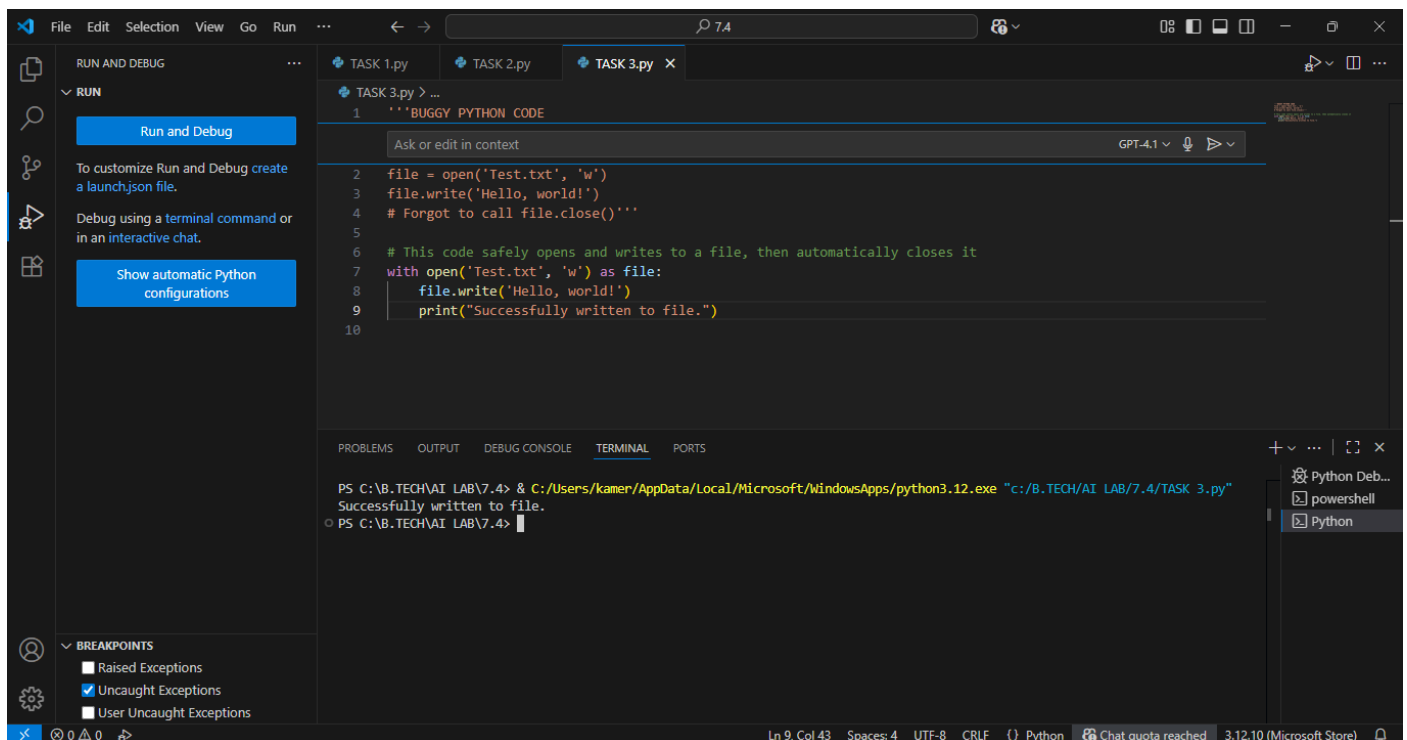 File Edit Selection View Go Run ··· ← → 7.4
RUN AND DEBUG ···
RUN
Run and Debug
To customize Run and Debug create
a launch.json file.
Debug using a terminal command or
in an interactive chat.
Show automatic Python
configurations
TASK 1.py TASK 2.py TASK 3.py
TASK 3.py > ...
1 '''BUGGY PYTHON CODE
Ask or edit in context GPT-4.1
2 file = open('Test.txt', 'w')
3 file.write('Hello, world!')
4 # Forgot to call file.close()'''
5
6 # This code safely opens and writes to a file, then automatically closes it
7 with open('Test.txt', 'w') as file:
8 file.write('Hello, world!')
9 print("Successfully written to file.")
10
PROBLEMS OUTPUT DEBUG CONSOLE TERMINAL PORTS
PS C:\B.TECH\AI LAB\7.4> & C:/Users/kamer/AppData/Local/Microsoft/WindowsApps/python3.12.exe "c:/B.TECH/AI LAB/7.4/TASK 3.py"
Successfully written to file.
PS C:\B.TECH\AI LAB\7.4>
Python Deb...
powershell
Python
BREAKPOINTS
Raised Exceptions
Uncaught Exceptions
User Uncaught Exceptions
0 0 Ln 9, Col 43 Spaces: 4 UTF-8 CRLF {} Python Chat quota reached 3.12.10 (Microsoft Store)